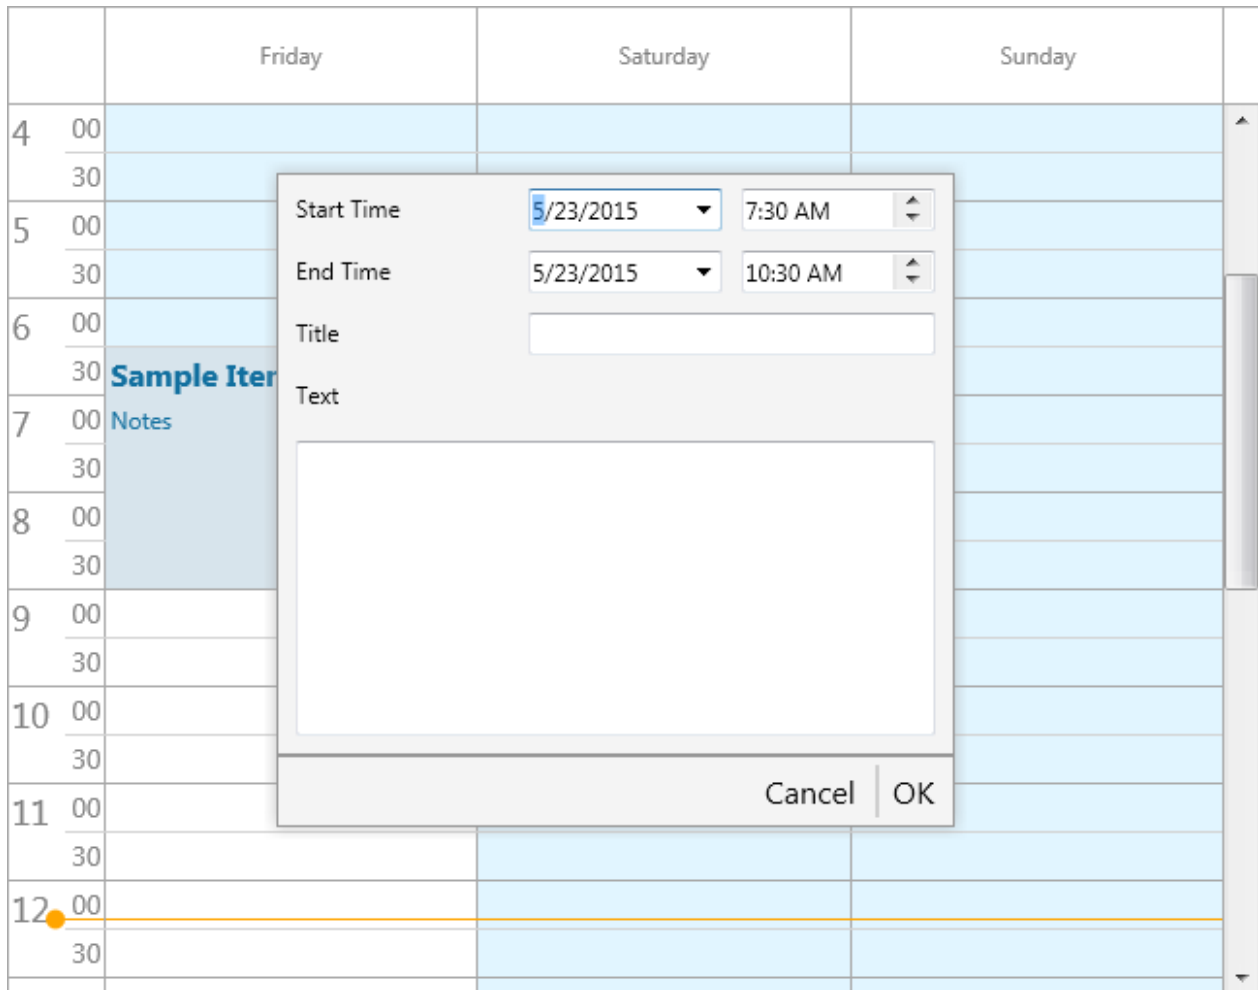 Friday Saturday Sunday
4 00
30
Start Time 5/23/2015 7:30 AM
5 00
30
End Time 5/23/2015 10:30 AM
6 00
Title
30 Sample Iter
Text
7 00 Notes
30
8 00
30
9 00
30
10 00
30
Cancel OK
11 00
30
12 00
30